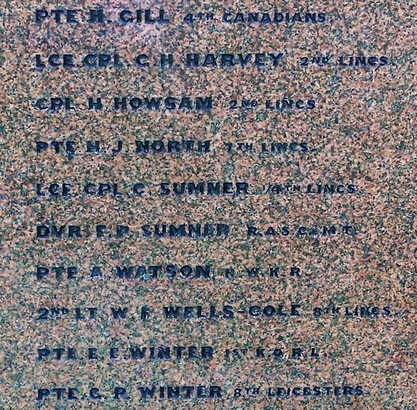 PTE. H. GILL 4TH CANADIANS.
LCE. CPL C. H. HARVEY 2ND LINCS.
CPL H. HOWSAM 2ND LINCS
PTE H. J. NORTH 7TH LINCS.
LCE. CPL C. SUMNER 1/4TH LINCS.
DVR. F. P. SUMNER R.A.S.C. M.T.
PTE. A. WATSON R.W.K.R.
2ND LT W. F. WELLS-COLE 8TH LINCS.
PTE. E. E. WINTER 1ST K.O.R.L.
PTE. C. P. WINTER 8TH LEICESTERS.